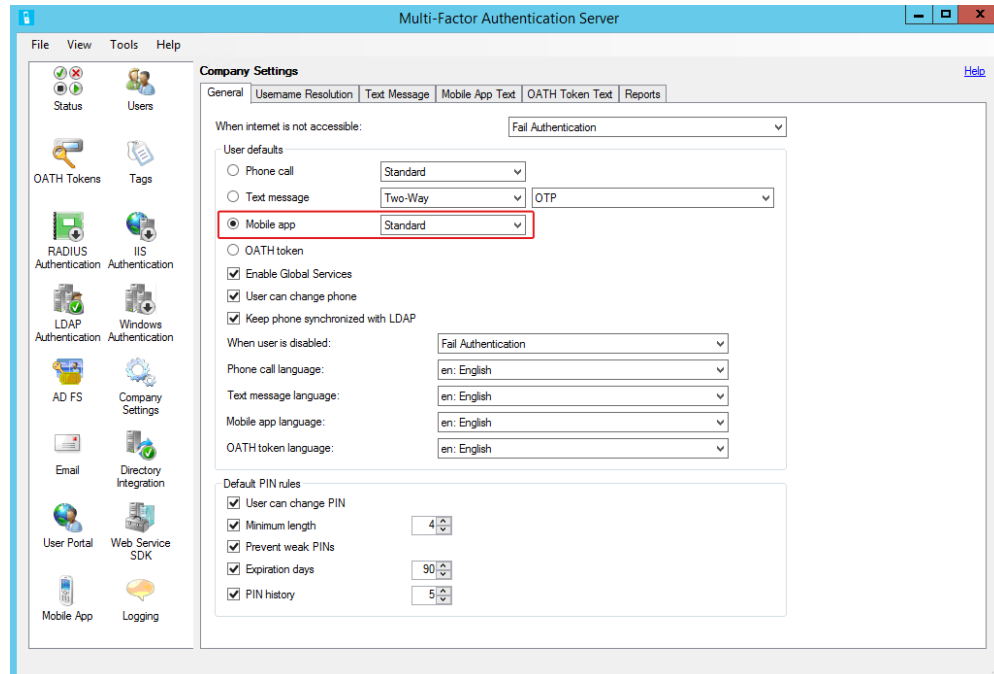 Multi-Factor Authentication Server
File View Tools Help
Status Users
OATH Tokens Tags
RADIUS Authentication IIS Authentication
LDAP Authentication Windows Authentication
AD FS Company Settings
Email Directory Integration
User Portal Web Service SDK
Mobile App Logging
Company Settings Help
General Username Resolution Text Message Mobile App Text OATH Token Text Reports
When internet is not accessible: Fail Authentication
User defaults
Phone call Standard
Text message Two-Way OTP
Mobile app Standard
OATH token
Enable Global Services
User can change phone
Keep phone synchronized with LDAP
When user is disabled: Fail Authentication
Phone call language: en: English
Text message language: en: English
Mobile app language: en: English
OATH token language: en: English
Default PIN rules
User can change PIN
Minimum length 4
Prevent weak PINs
Expiration days 90
PIN history 5